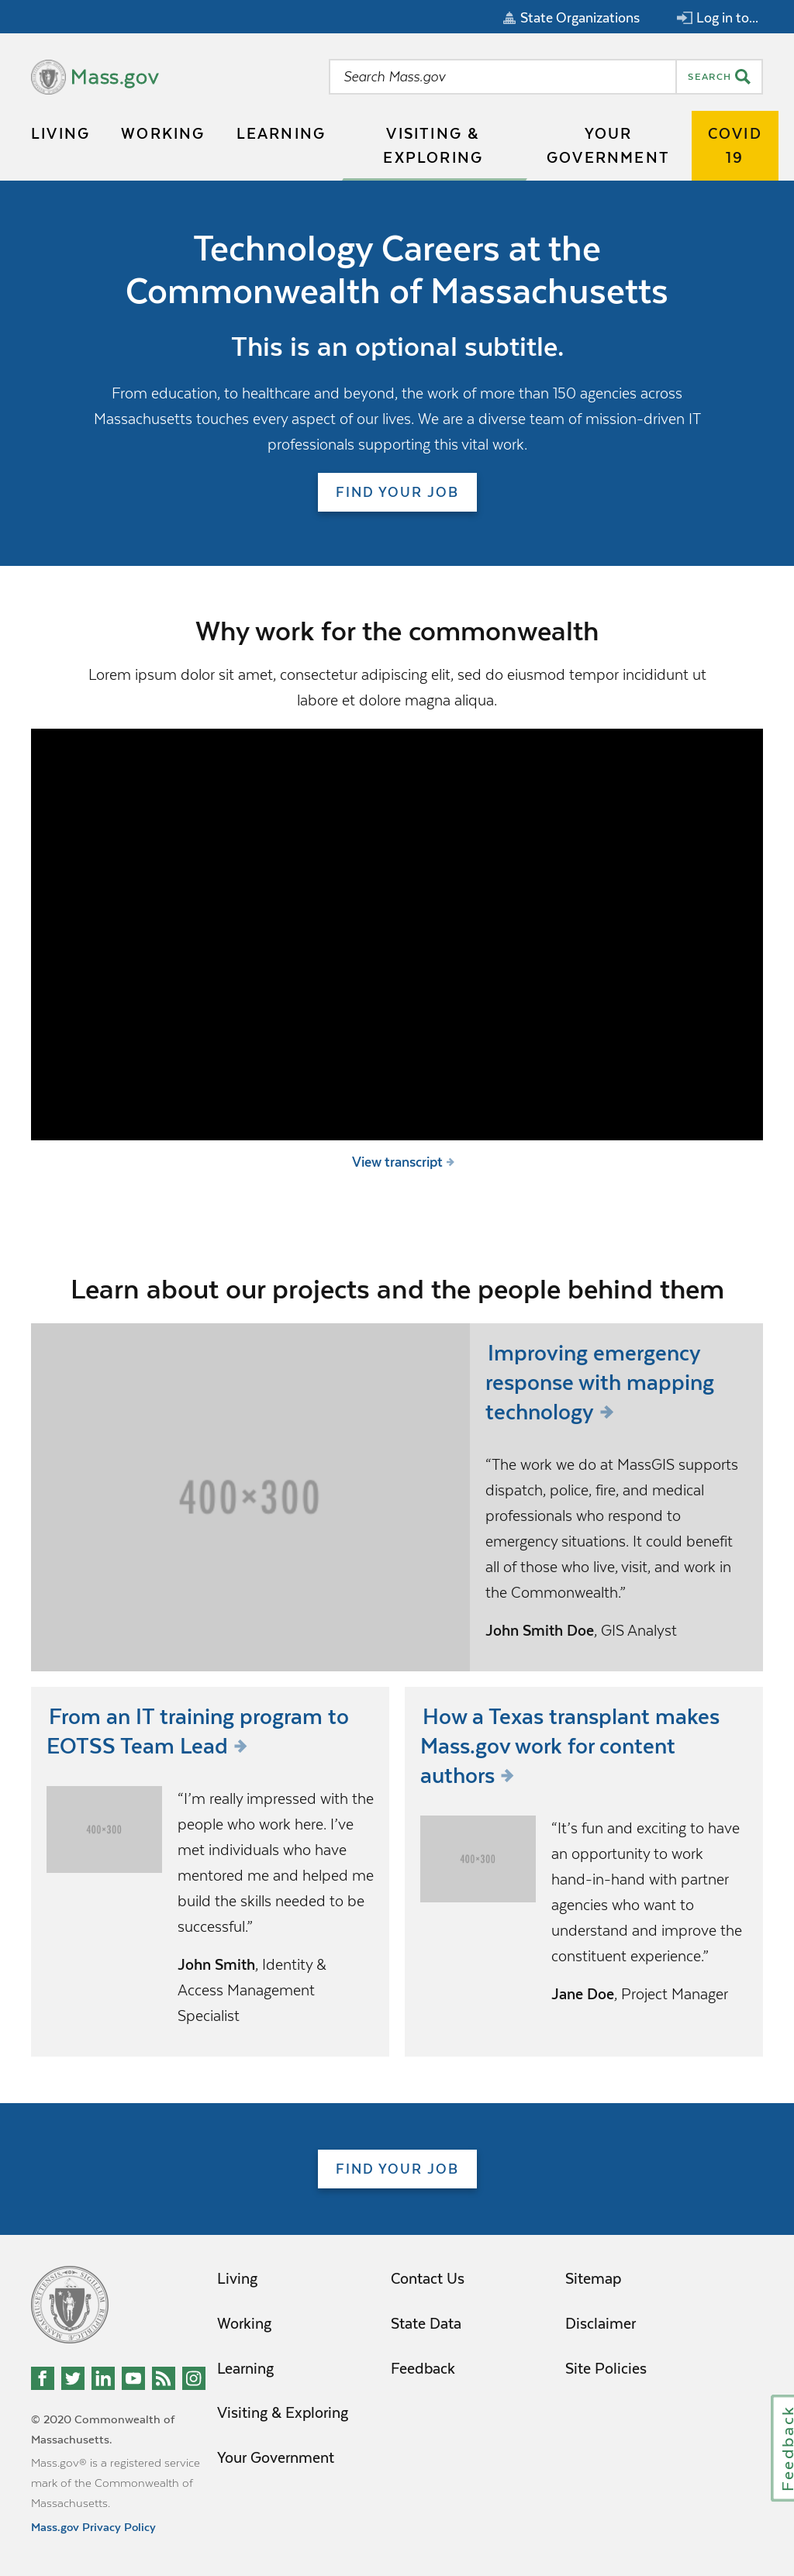 State Organizations
Log in to...
Mass.gov
Search Mass.gov
SEARCH
LIVING
WORKING
LEARNING
VISITING &
EXPLORING
YOUR
GOVERNMENT
COVID
19
Technology Careers at the
Commonwealth of Massachusetts
This is an optional subtitle.
From education, to healthcare and beyond, the work of more than 150 agencies across
Massachusetts touches every aspect of our lives. We are a diverse team of mission-driven IT
professionals supporting this vital work.
FIND YOUR JOB
Why work for the commonwealth
Lorem ipsum dolor sit amet, consectetur adipiscing elit, sed do eiusmod tempor incididunt ut
labore et dolore magna aliqua.
View transcript
Learn about our projects and the people behind them
400×300
Improving emergency
response with mapping
technology
“The work we do at MassGIS supports
dispatch, police, fire, and medical
professionals who respond to
emergency situations. It could benefit
all of those who live, visit, and work in
the Commonwealth.”
John Smith Doe, GIS Analyst
From an IT training program to
EOTSS Team Lead
400×300
“I’m really impressed with the
people who work here. I’ve
met individuals who have
mentored me and helped me
build the skills needed to be
successful.”
John Smith, Identity &
Access Management
Specialist
How a Texas transplant makes
Mass.gov work for content
authors
400×300
“It’s fun and exciting to have
an opportunity to work
hand-in-hand with partner
agencies who want to
understand and improve the
constituent experience.”
Jane Doe, Project Manager
FIND YOUR JOB
Living
Working
Learning
Visiting & Exploring
Your Government
Contact Us
State Data
Feedback
Sitemap
Disclaimer
Site Policies
© 2020 Commonwealth of
Massachusetts.
Mass.gov® is a registered service
mark of the Commonwealth of
Massachusetts.
Mass.gov Privacy Policy
Feedback